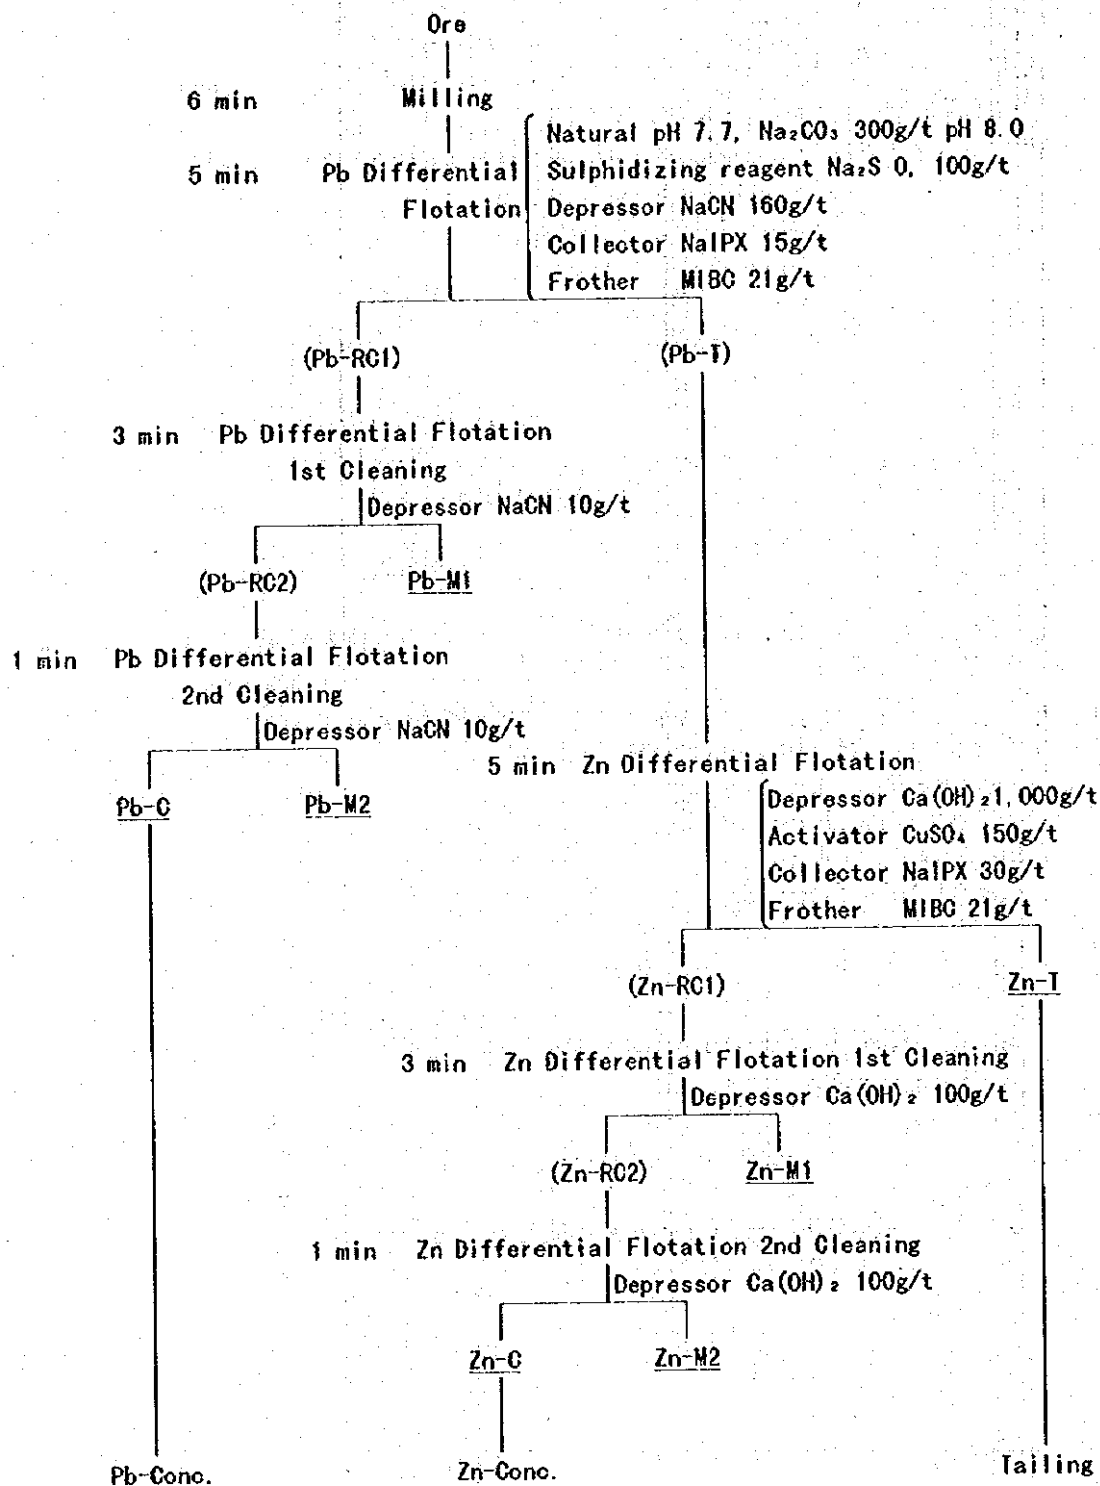 Ore
6 min Milling
Natural pH 7.7, Na₂CO₃ 300g/t pH 8.0
5 min Pb Differential Flotation
Sulphidizing reagent Na₂S 0, 100g/t
Depressor NaCN 160g/t
Collector NaIPX 15g/t
Frother MIBC 21g/t
(Pb-RC1) (Pb-T)
3 min Pb Differential Flotation
1st Cleaning
Depressor NaCN 10g/t
(Pb-RC2) Pb-M1
1 min Pb Differential Flotation
2nd Cleaning
Depressor NaCN 10g/t
Pb-C Pb-M2
5 min Zn Differential Flotation
Depressor Ca(OH)₂1,000g/t
Activator CuSO₄ 150g/t
Collector NaIPX 30g/t
Frother MIBC 21g/t
(Zn-RC1) Zn-T
3 min Zn Differential Flotation 1st Cleaning
Depressor Ca(OH)₂ 100g/t
(Zn-RC2) Zn-M1
1 min Zn Differential Flotation 2nd Cleaning
Depressor Ca(OH)₂ 100g/t
Zn-C Zn-M2
Pb-Conc. Zn-Conc. Tailing